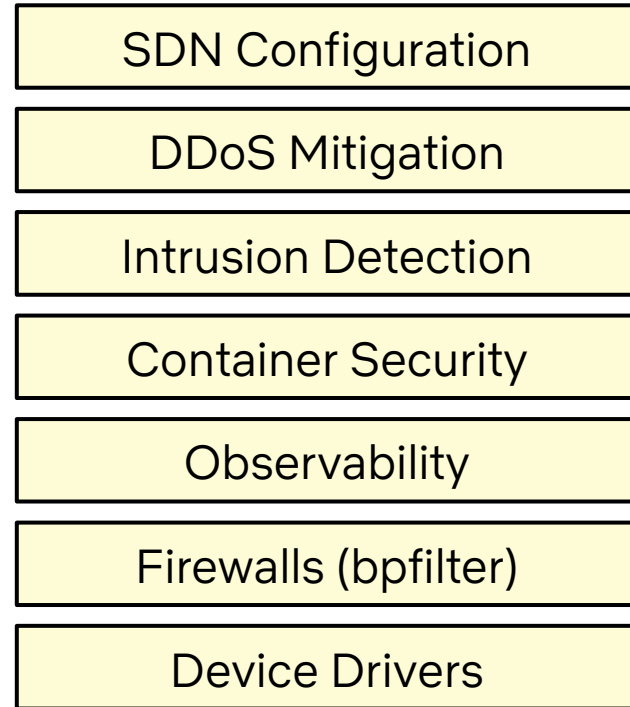 SDN Configuration
DDoS Mitigation
Intrusion Detection
Container Security
Observability
Firewalls (bpfilter)
Device Drivers